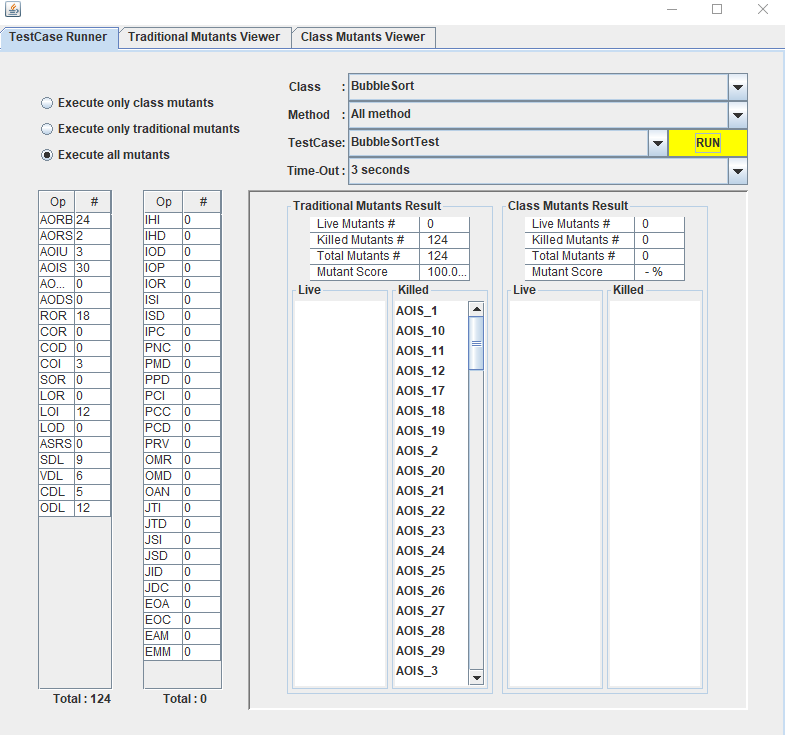 TestCase Runner Traditional Mutants Viewer Class Mutants Viewer
Execute only class mutants
Execute only traditional mutants
Execute all mutants
Class : BubbleSort
Method : All method
TestCase: BubbleSortTest RUN
Time-Out : 3 seconds
Op #
AORB 24
AORS 2
AOIU 3
AOIS 30
AO... 0
AODS 0
ROR 18
COR 0
COD 0
COI 3
SOR 0
LOR 0
LOI 12
LOD 0
ASRS 0
SDL 9
VDL 6
CDL 5
ODL 12
Total : 124
Op #
IHI 0
IHD 0
IOD 0
IOP 0
IOR 0
ISI 0
ISD 0
IPC 0
PNC 0
PMD 0
PPD 0
PCI 0
PCC 0
PCD 0
PRV 0
OMR 0
OMD 0
OAN 0
JTI 0
JTD 0
JSI 0
JSD 0
JID 0
JDC 0
EOA 0
EOC 0
EAM 0
EMM 0
Total : 0
Traditional Mutants Result
Live Mutants # 0
Killed Mutants # 124
Total Mutants # 124
Mutant Score 100.0...
Live Killed
AOIS_1
AOIS_10
AOIS_11
AOIS_12
AOIS_17
AOIS_18
AOIS_19
AOIS_2
AOIS_20
AOIS_21
AOIS_22
AOIS_23
AOIS_24
AOIS_25
AOIS_26
AOIS_27
AOIS_28
AOIS_29
AOIS_3
Class Mutants Result
Live Mutants # 0
Killed Mutants # 0
Total Mutants # 0
Mutant Score - %
Live Killed